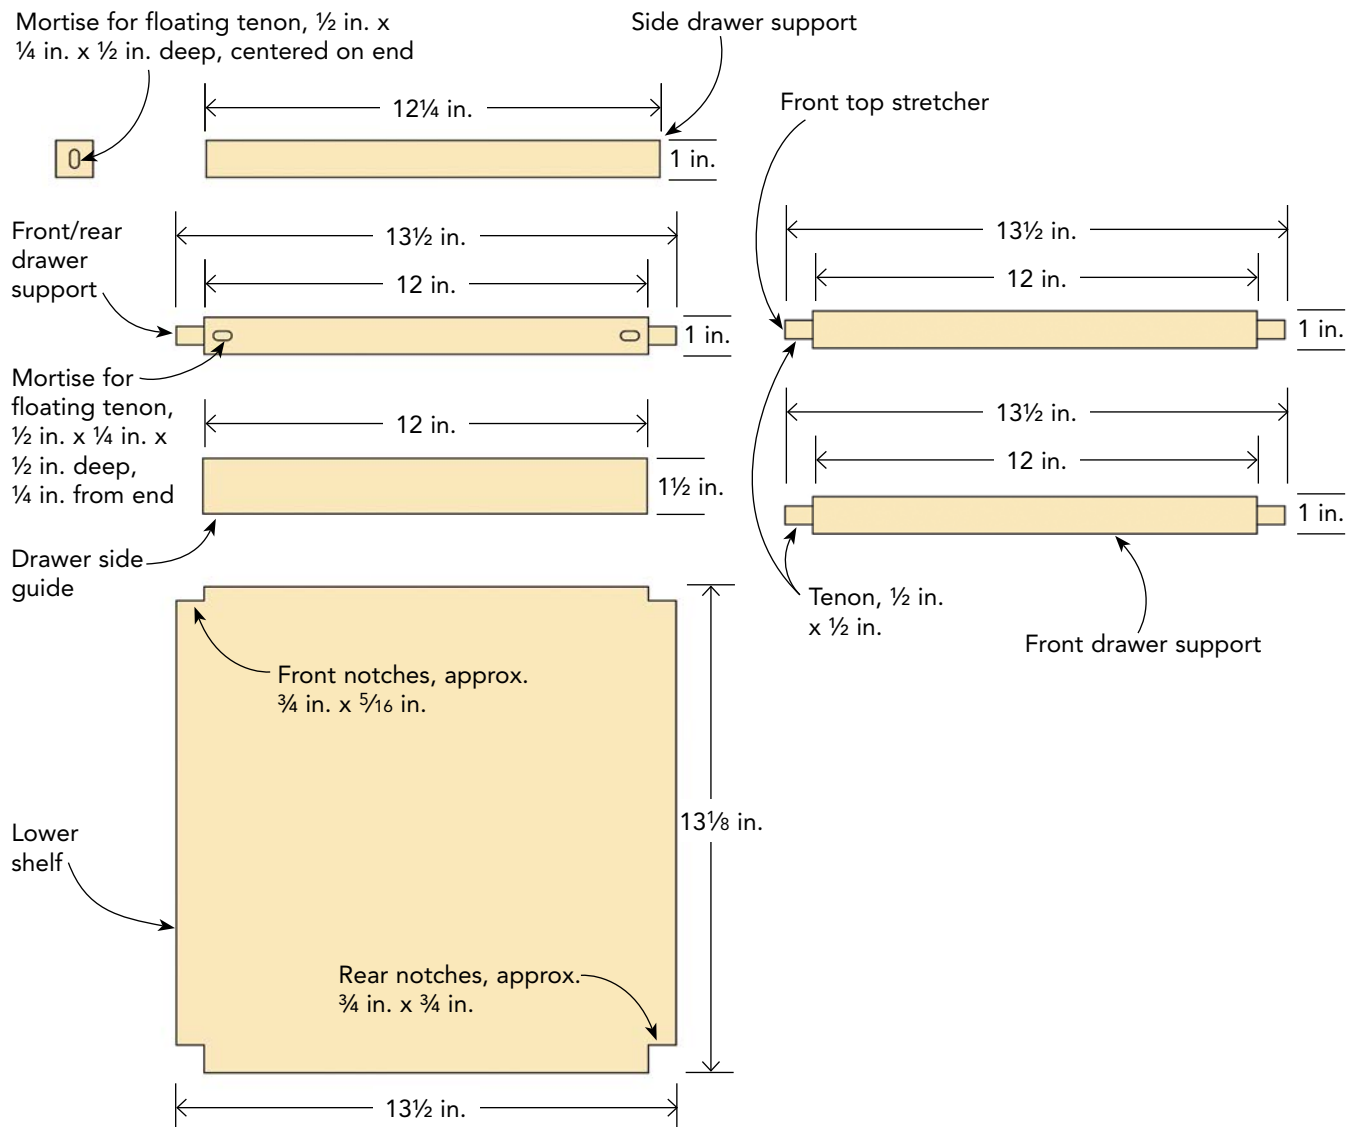 Mortise for floating tenon, ½ in. x
¼ in. x ½ in. deep, centered on end
Side drawer support
12¼ in.
1 in.
Front top stretcher
Front/rear
drawer
support
13½ in.
12 in.
1 in.
Mortise for
floating tenon,
½ in. x ¼ in. x
½ in. deep,
¼ in. from end
12 in.
1½ in.
Drawer side
guide
13½ in.
12 in.
1 in.
13½ in.
12 in.
1 in.
Tenon, ½ in.
x ½ in.
Front drawer support
Front notches, approx.
¾ in. x 5⁄16 in.
13⅛ in.
Lower
shelf
Rear notches, approx.
¾ in. x ¾ in.
13½ in.